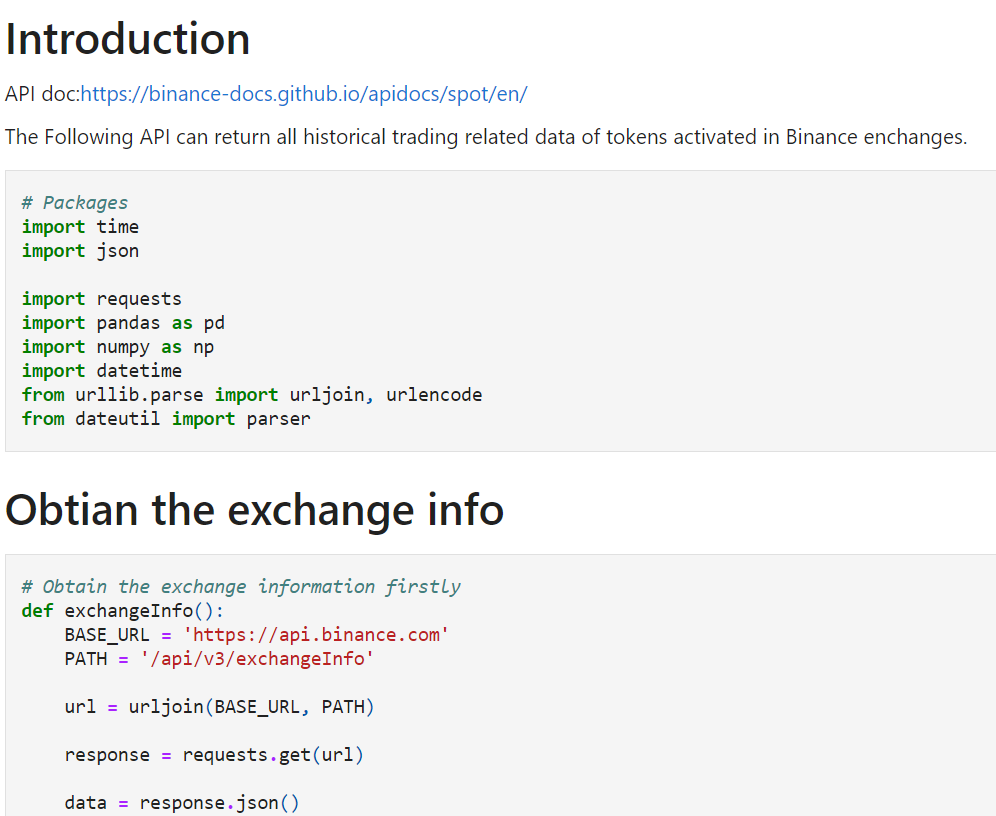 Introduction
API doc:https://binance-docs.github.io/apidocs/spot/en/
The Following API can return all historical trading related data of tokens activated in Binance enchanges.
# Packages
import time
import json
import requests
import pandas as pd
import numpy as np
import datetime
from urllib.parse import urljoin, urlencode
from dateutil import parser
Obtian the exchange info
# Obtain the exchange information firstly
def exchangeInfo():
    BASE_URL = 'https://api.binance.com'
    PATH = '/api/v3/exchangeInfo'
    url = urljoin(BASE_URL, PATH)
    response = requests.get(url)
    data = response.json()